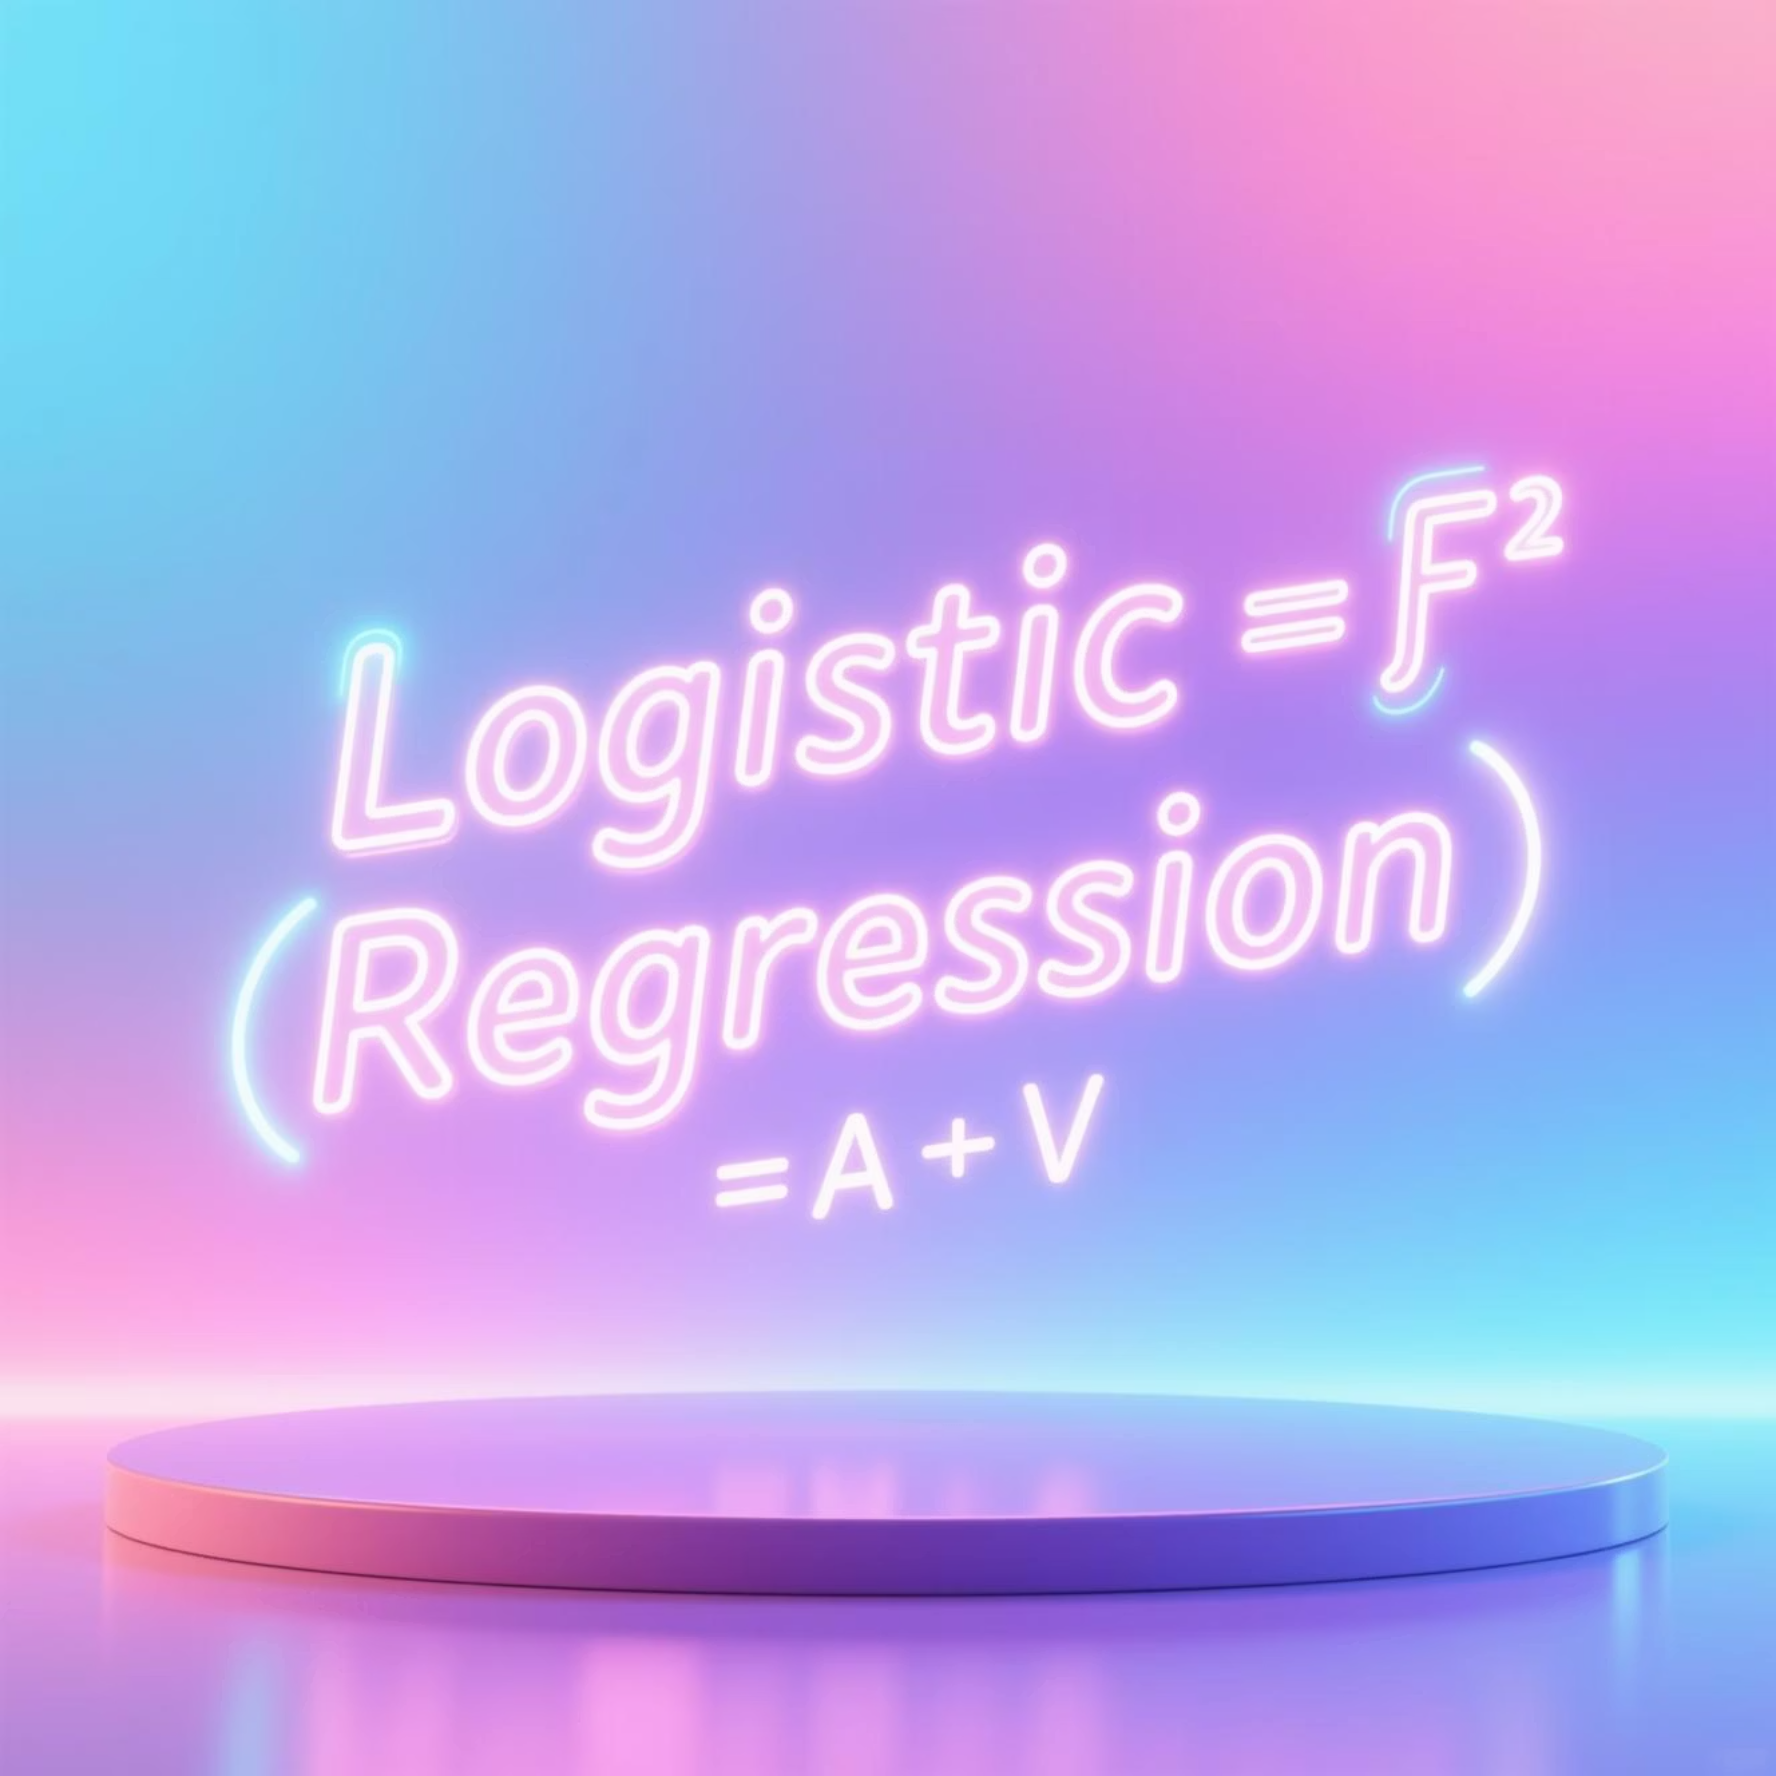 Logistic = F²
(Regression)
= A + V